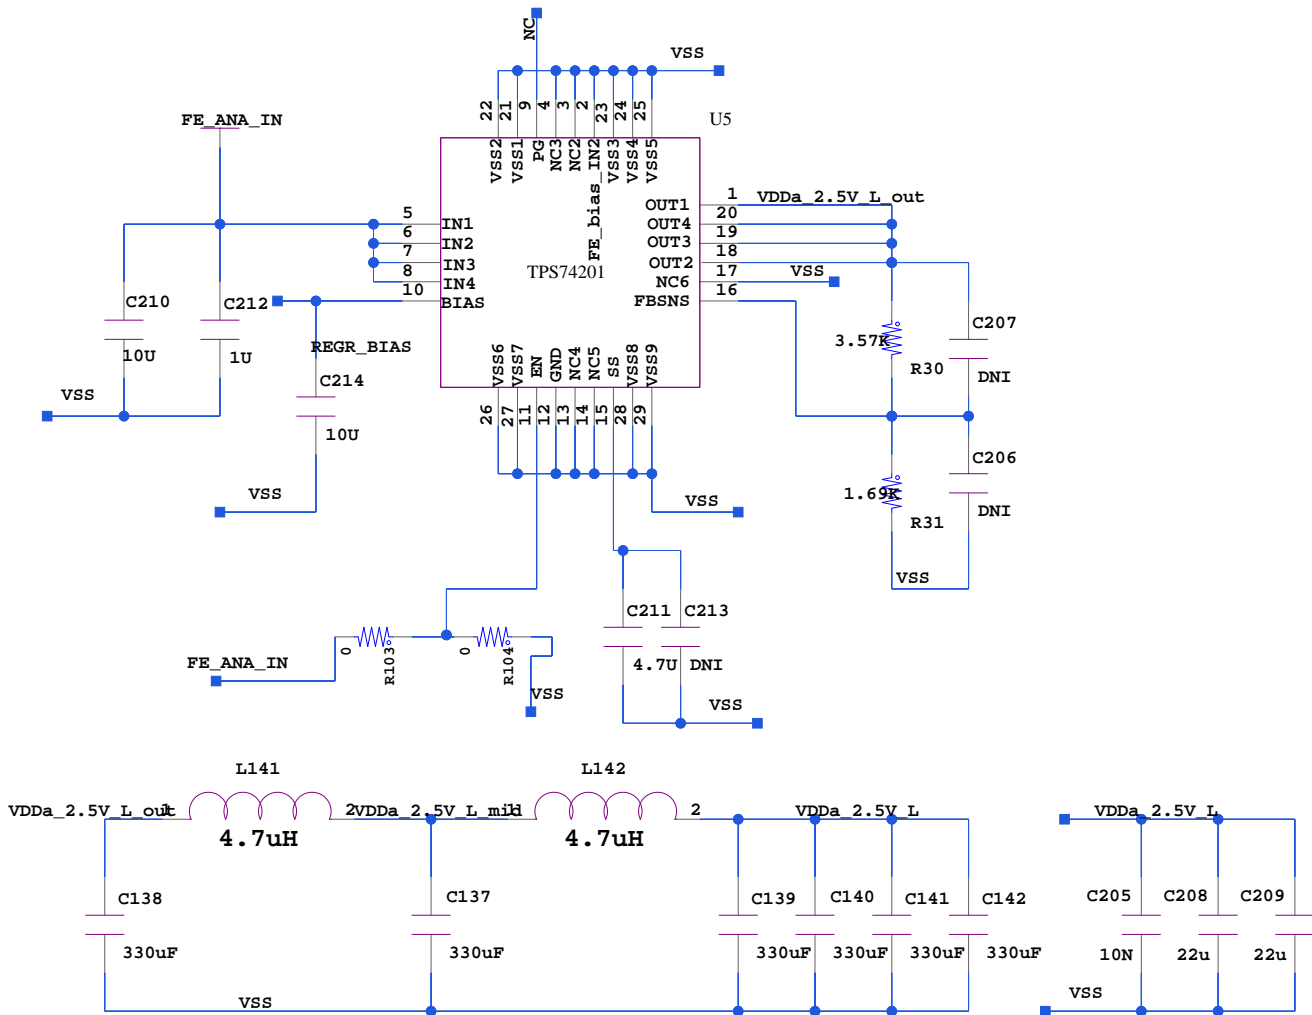 NC
VSS
22
21
9
4
3
2
23
24
25
U5
FE_ANA_IN
VSS2
VSS1
PG
NC3
NC2
FE_bias_IN2
VSS3
VSS4
VSS5
5
IN1
6
IN2
7
IN3
8
IN4
10
BIAS
TPS74201
OUT1
1
VDDa_2.5V_L_out
OUT4
20
OUT3
19
OUT2
18
NC6
17
VSS
FBSNS
16
C210
10U
C212
1U
VSS
REGR_BIAS
C214
10U
VSS
VSS6
VSS7
EN
GND
NC4
NC5
SS
VSS8
VSS9
26
27
11
12
13
14
15
28
29
VSS
3.57K
R30
C207
DNI
1.69K
R31
C206
DNI
VSS
FE_ANA_IN
0
R103
0
R104
VSS
C211
4.7U
C213
DNI
VSS
L141
L142
VDDa_2.5V_L_out
1
2
VDDa_2.5V_L_mid
1
2
VDDa_2.5V_L
VDDa_2.5V_L
4.7uH
4.7uH
C138
C137
C139
C140
C141
C142
C205
C208
C209
330uF
330uF
330uF
330uF
330uF
330uF
10N
22u
22u
VSS
VSS